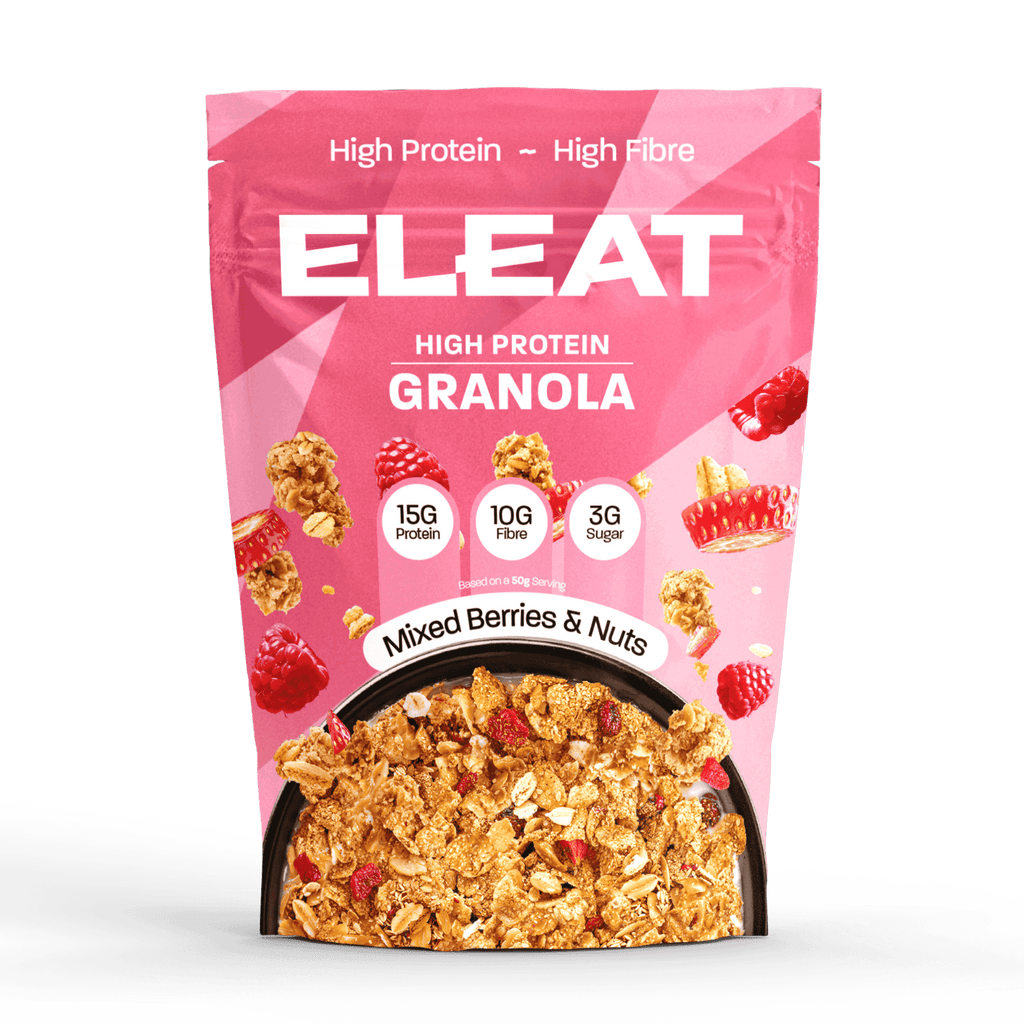 High Protein ~ High Fibre
ELEAT
HIGH PROTEIN
GRANOLA
15G
Protein
10G
Fibre
3G
Sugar
Based on a 50g Serving
Mixed Berries & Nuts